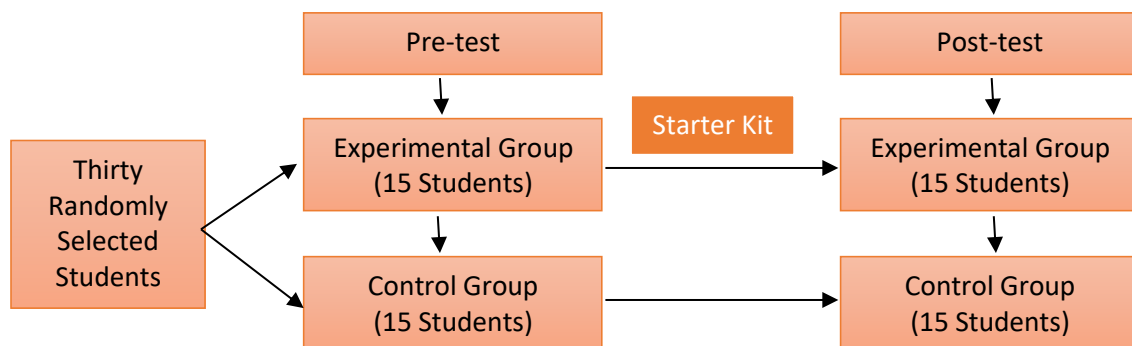 Pre-test
Post-test
Starter Kit
Thirty
Randomly
Selected
Students
Experimental Group
(15 Students)
Experimental Group
(15 Students)
Control Group
(15 Students)
Control Group
(15 Students)